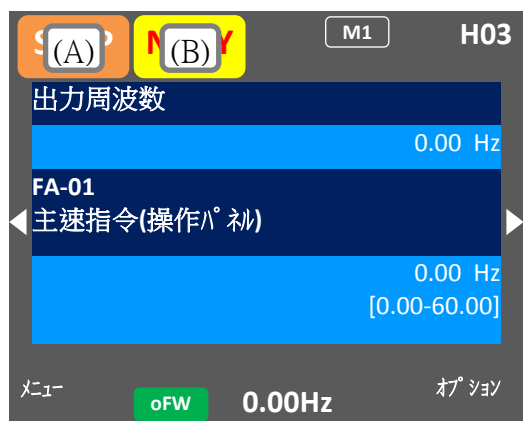 (A)
(B)
M1
H03
出力周波数
0.00 Hz
FA-01
主速指令(操作ﾊﾟﾈﾙ)
0.00 Hz
[0.00-60.00]
ﾒﾆｭｰ
oFW
0.00Hz
ｵﾌﾟｼｮﾝ